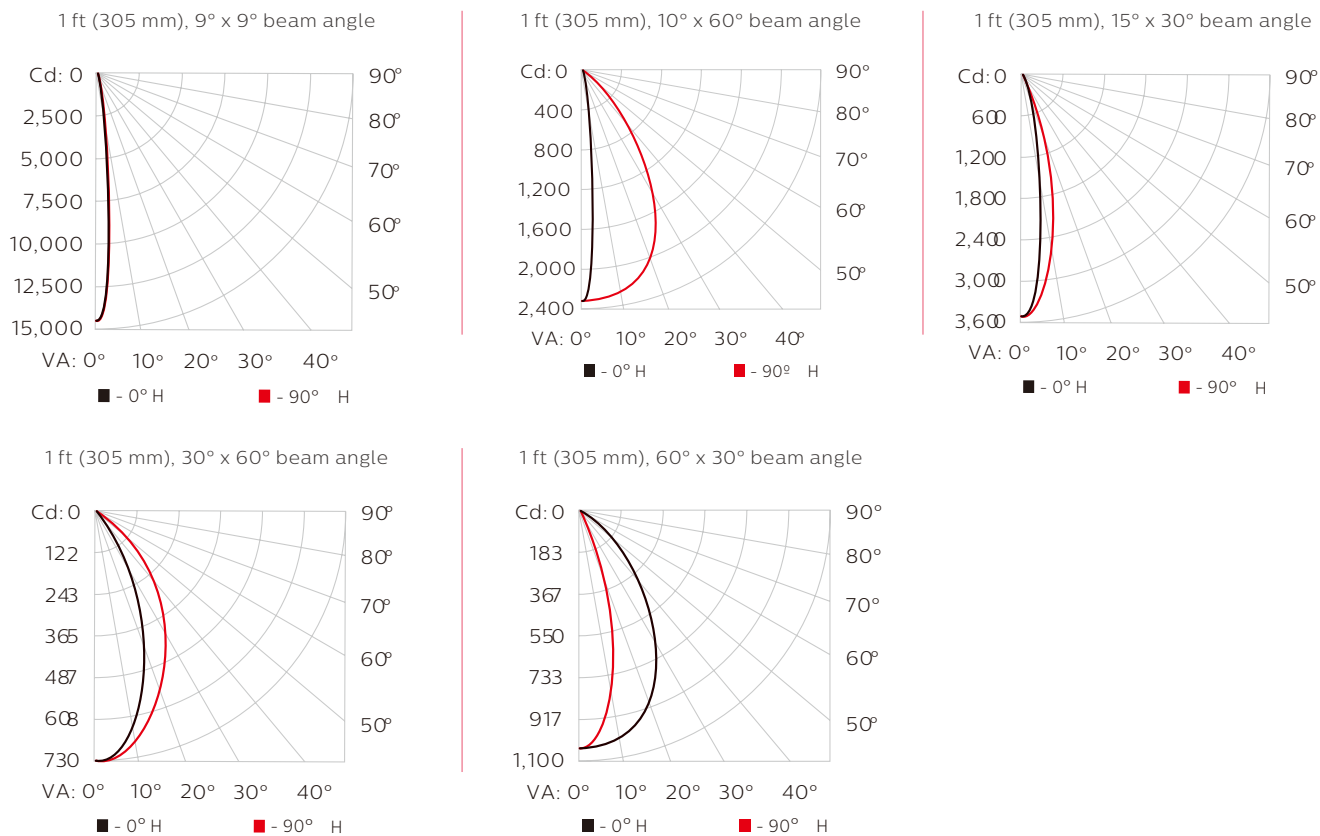 1 ft (305 mm), 9° x 9° beam angle
Cd: 0
2,500
5,000
7,500
10,000
12,500
15,000
90°
80°
70°
60°
50°
VA: 0° 10° 20° 30° 40°
- 0° H - 90° H
1 ft (305 mm), 10° x 60° beam angle
Cd: 0
400
800
1,200
1,600
2,000
2,400
90°
80°
70°
60°
50°
VA: 0° 10° 20° 30° 40°
- 0° H - 90º H
1 ft (305 mm), 15° x 30° beam angle
Cd: 0
600
1,200
1,800
2,400
3,000
3,600
90°
80°
70°
60°
50°
VA: 0° 10° 20° 30° 40°
- 0° H - 90° H
1 ft (305 mm), 30° x 60° beam angle
Cd: 0
122
243
365
487
608
730
90°
80°
70°
60°
50°
VA: 0° 10° 20° 30° 40°
- 0° H - 90° H
1 ft (305 mm), 60° x 30° beam angle
Cd: 0
183
367
550
733
917
1,100
90°
80°
70°
60°
50°
VA: 0° 10° 20° 30° 40°
- 0° H - 90° H